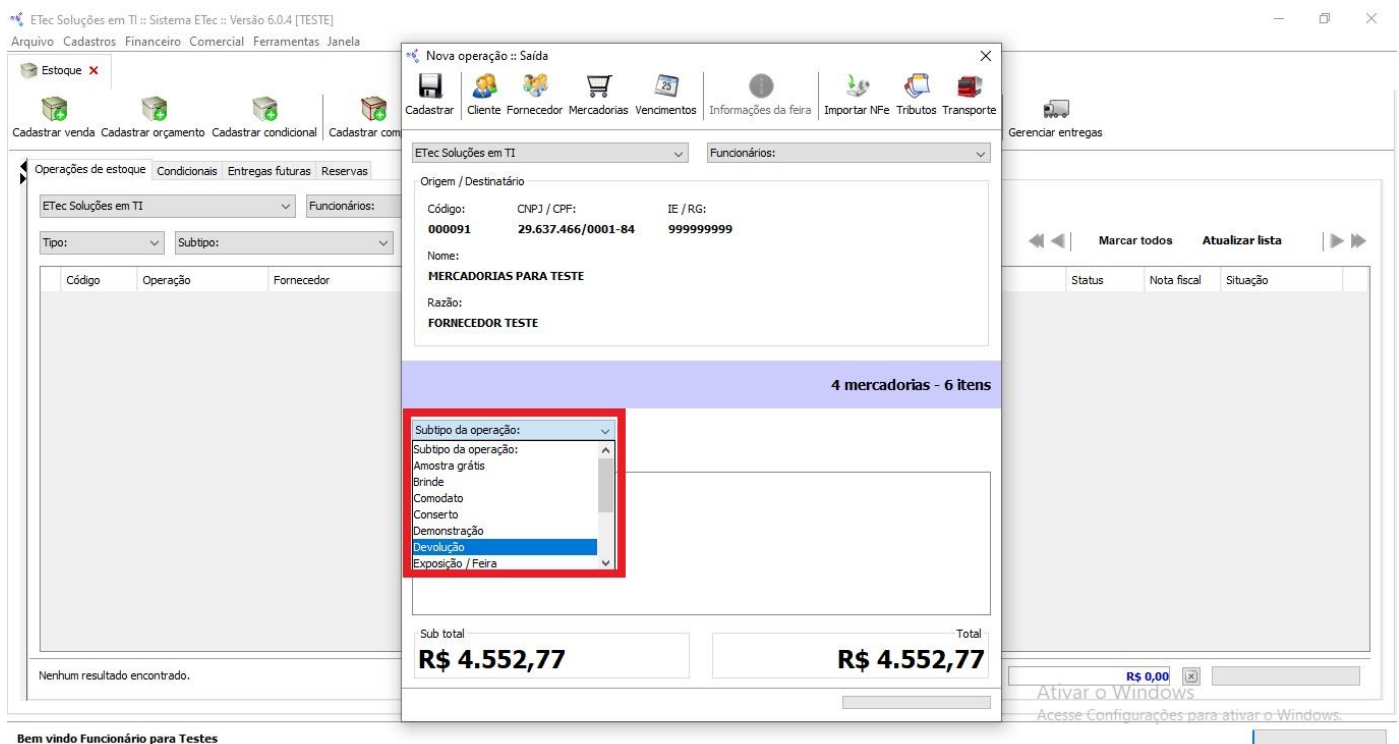 ETec Soluções em TI :: Sistema ETec :: Versão 6.0.4 [TESTE]
Arquivo Cadastros Financeiro Comercial Ferramentas Janela
Estoque
Cadastrar venda Cadastrar orçamento Cadastrar condicional Cadastrar com
Gerenciar entregas
Operações de estoque Condicionais Entregas futuras Reservas
ETec Soluções em TI Funcionários:
Tipo: Subtipo:
Marcar todos Atualizar lista
Código Operação Fornecedor Status Nota fiscal Situação
Nova operação :: Saída
Cadastrar Cliente Fornecedor Mercadorias Vencimentos Informações da feira Importar NFe Tributos Transporte
ETec Soluções em TI Funcionários:
Origem / Destinatário
Código: CNPJ / CPF: IE / RG:
000091 29.637.466/0001-84 999999999
Nome:
MERCADORIAS PARA TESTE
Razão:
FORNECEDOR TESTE
4 mercadorias - 6 itens
Subtipo da operação:
Subtipo da operação:
Amostra grátis
Brinde
Comodato
Conserto
Demonstração
Devolução
Exposição / Feira
Sub total Total
R$ 4.552,77 R$ 4.552,77
Nenhum resultado encontrado. R$ 0,00
Ativar o Windows
Acesse Configurações para ativar o Windows.
Bem vindo Funcionário para Testes